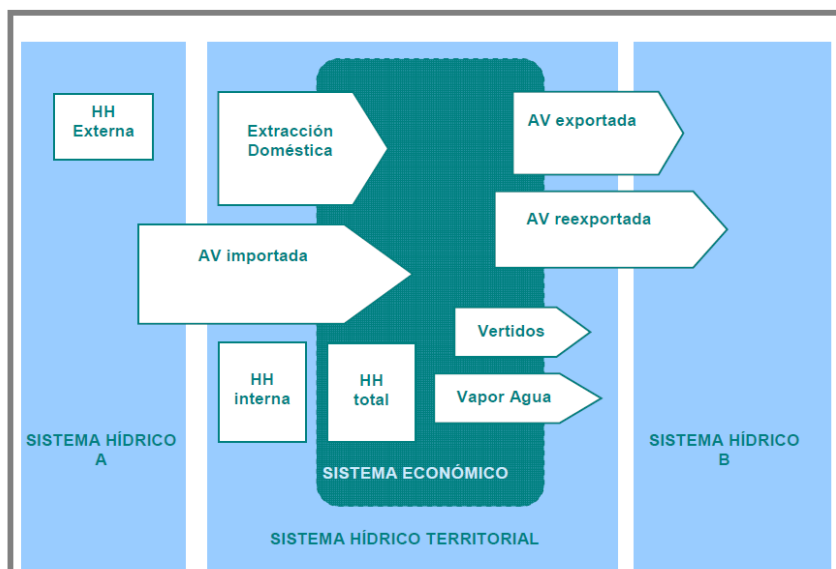 HH
Externa
Extracción
Doméstica
AV exportada
AV reexportada
AV importada
Vertidos
HH
interna
HH
total
Vapor Agua
SISTEMA HÍDRICO
A
SISTEMA ECONÓMICO
SISTEMA HÍDRICO
B
SISTEMA HÍDRICO TERRITORIAL